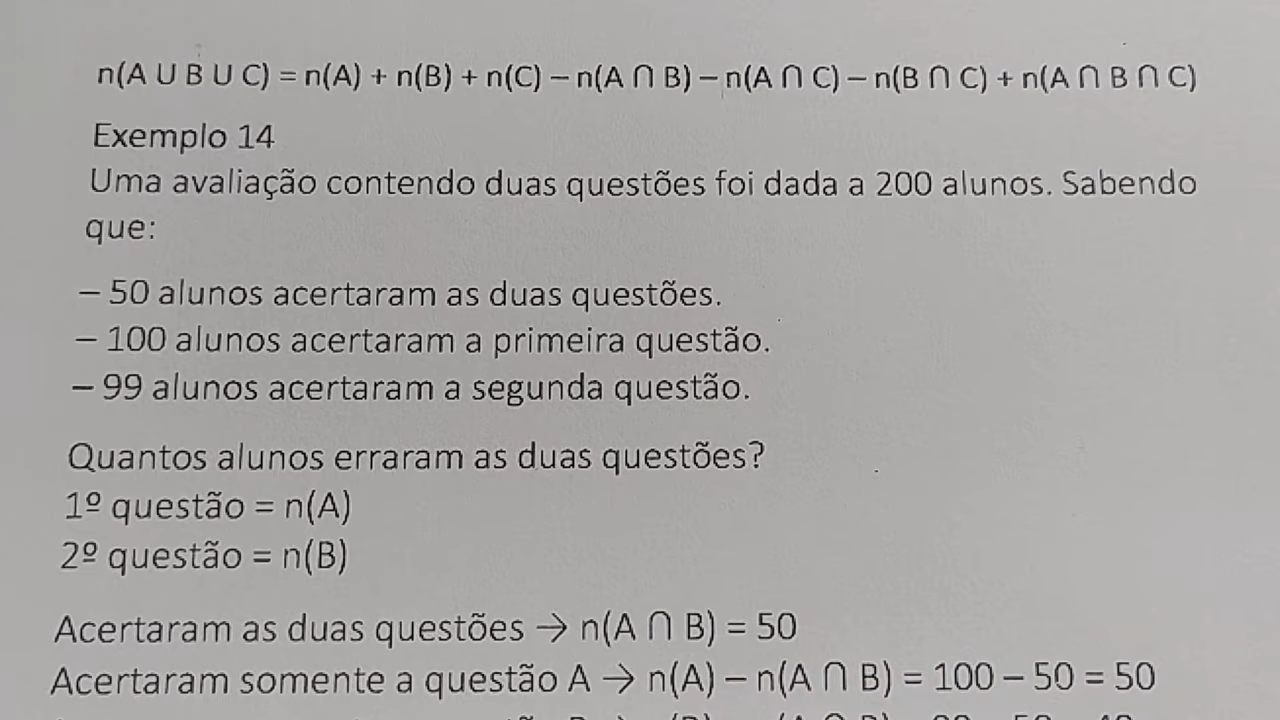 n(A ∪ B ∪ C) = n(A) + n(B) + n(C) – n(A ∩ B) – n(A ∩ C) – n(B ∩ C) + n(A ∩ B ∩ C)
Exemplo 14
Uma avaliação contendo duas questões foi dada a 200 alunos. Sabendo
que:
– 50 alunos acertaram as duas questões.
– 100 alunos acertaram a primeira questão.
– 99 alunos acertaram a segunda questão.
Quantos alunos erraram as duas questões?
1º questão = n(A)
2º questão = n(B)
Acertaram as duas questões → n(A ∩ B) = 50
Acertaram somente a questão A → n(A) – n(A ∩ B) = 100 – 50 = 50